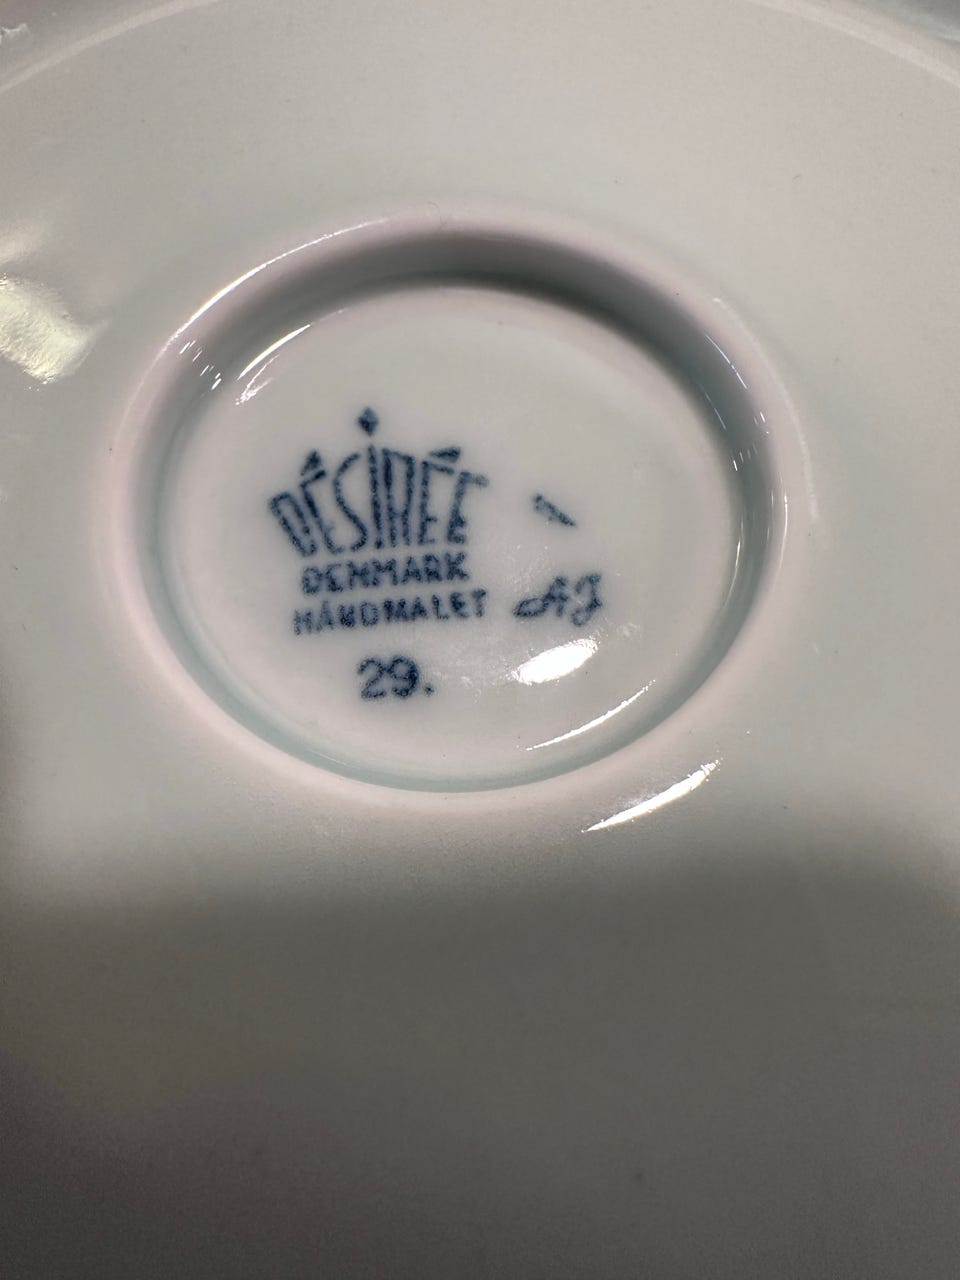 DÉSIRÉE
DENMARK
HÅNDMALET AJ
29.